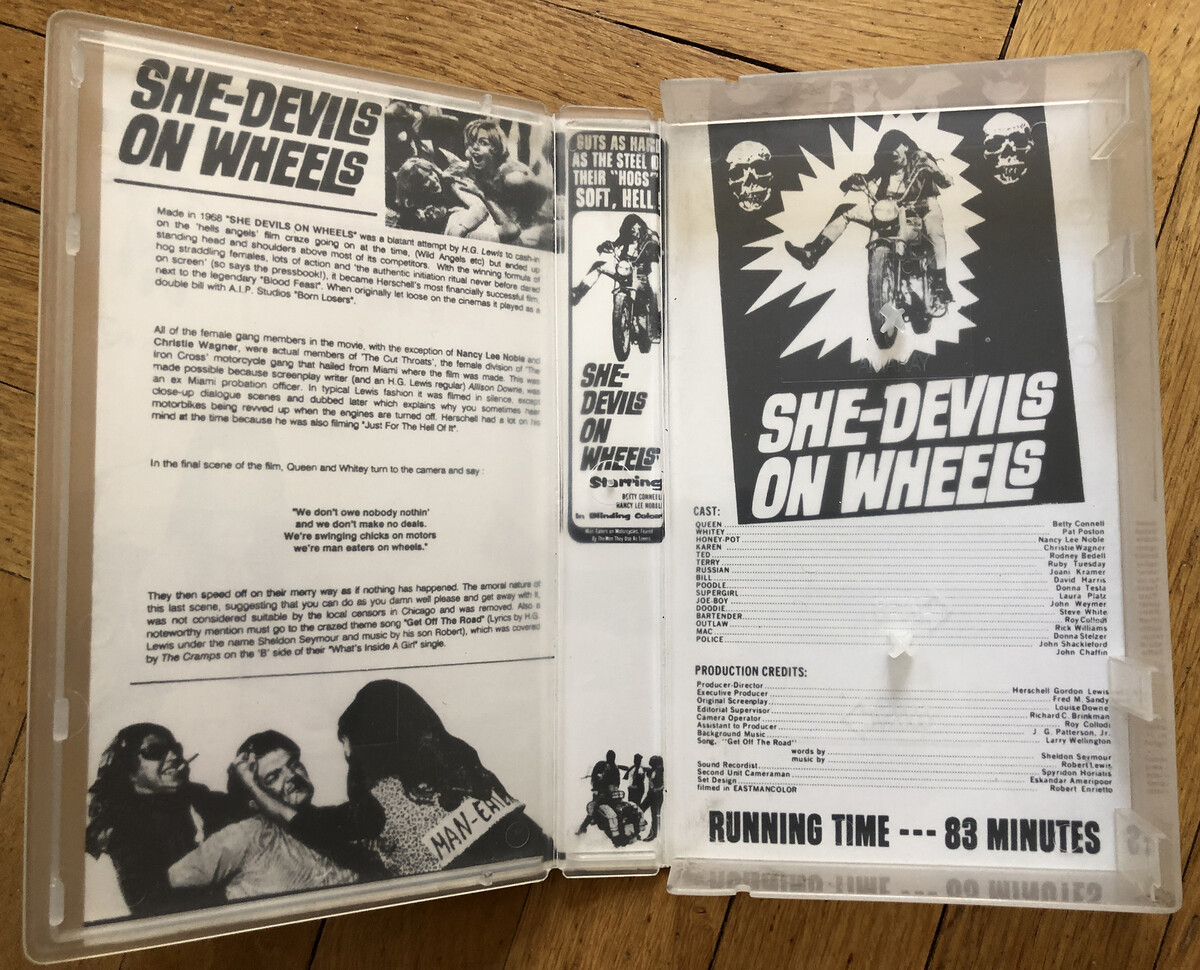 SHE-DEVILS
ON WHEELS
Made in 1968 "SHE DEVILS ON WHEELS" was a blatant attempt by H.G. Lewis to cash-in
on the 'hells angels' film craze going on at the time, (Wild Angels etc) but ended up
standing head and shoulders above most of its competitors. With the winning formula of
hog straddling females, lots of action and 'the authentic initiation ritual never before dared
on screen' (so says the pressbook!), it became Herschell's most financially successful film,
next to the legendary "Blood Feast". When originally let loose on the cinemas it played as a
double bill with A.I.P. Studios "Born Losers".
All of the female gang members in the movie, with the exception of Nancy Lee Noble and
Christie Wagner, were actual members of 'The Cut Throats', the female division of 'The
Iron Cross' motorcycle gang that hailed from Miami where the film was made. This was
made possible because screenplay writer (and an H.G. Lewis regular) Allison Downe, was
an ex Miami probation officer. In typical Lewis fashion it was filmed in silence, except
close-up dialogue scenes and dubbed later which explains why you sometimes hear
motorbikes being revved up when the engines are turned off. Herschell had a lot on his
mind at the time because he was also filming "Just For The Hell Of It".
In the final scene of the film, Queen and Whitey turn to the camera and say :
"We don't owe nobody nothin'
and we don't make no deals.
We're swinging chicks on motors
we're man eaters on wheels."
They then speed off on their merry way as if nothing has happened. The amoral nature of
this last scene, suggesting that you can do as you damn well please and get away with it,
was not considered suitable by the local censors in Chicago and was removed. Also a
noteworthy mention must go to the crazed theme song "Get Off The Road" (Lyrics by H.G.
Lewis under the name Sheldon Seymour and music by his son Robert), which was covered
by The Cramps on the 'B' side of their "What's Inside A Girl" single.
MAN-EAT
GUTS AS HARD
AS THE STEEL O
THEIR "HOGS"
SOFT, HELL
SHE-
DEVILS
ON
WHEELS
Starring
BETTY CONNELL
NANCY LEE NOBLE
In Blinding Colour
SHE-DEVILS
ON WHEELS
CAST:
QUEEN Betty Connell
WHITEY Pat Poston
HONEY-POT Nancy Lee Noble
KAREN Christie Wagner
TED Rodney Bedell
TERRY Ruby Tuesday
RUSSIAN Joani Kramer
BILL David Harris
POODLE Donna Testa
SUPERGIRL Laura Platz
JOE-BOY John Weymer
DOODIE Steve White
BARTENDER Roy Collodi
OUTLAW Rick Williams
MAC Donna Stelzer
POLICE John Shackleford
John Chaffin
PRODUCTION CREDITS:
Producer-Director Herschell Gordon Lewis
Executive Producer Fred M. Sandy
Original Screenplay Louise Downe
Editorial Supervisor Richard C. Brinkman
Camera Operator Roy Collodi
Assistant to Producer J. G. Patterson, Jr.
Background Music Larry Wellington
Song, "Get Off The Road"
words by Sheldon Seymour
music by Robert Lewis
Sound Recordist Spyridon Horiatis
Second Unit Cameraman Eskandar Ameripoor
Set Design Robert Enrietto
filmed in EASTMANCOLOR
RUNNING TIME --- 83 MINUTES